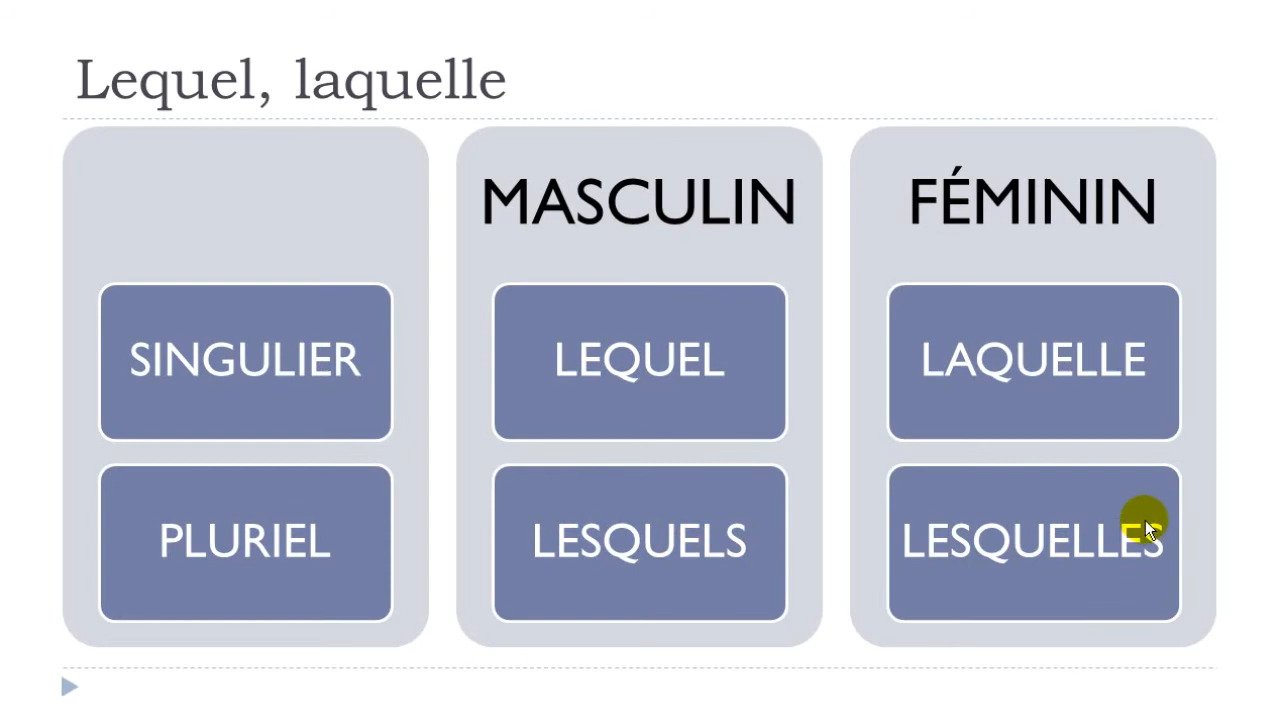 Lequel, laquelle
MASCULIN
FÉMININ
SINGULIER
LEQUEL
LAQUELLE
PLURIEL
LESQUELS
LESQUELLES